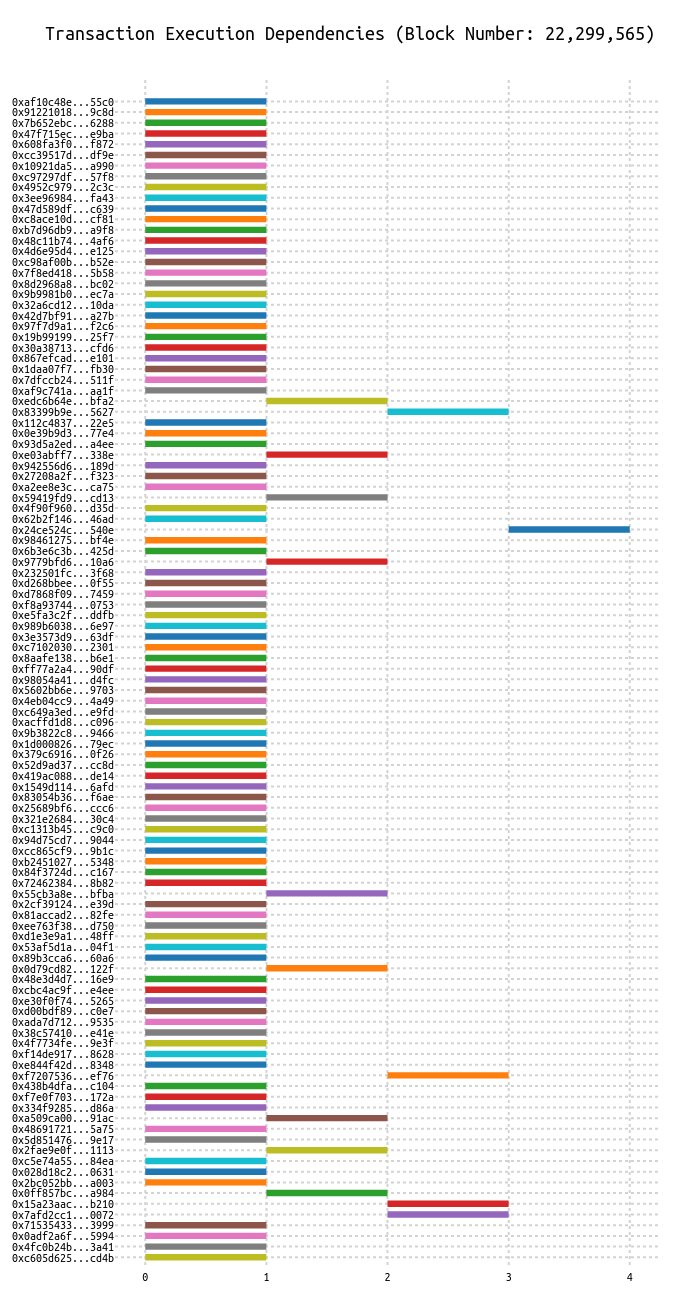 Transaction Execution Dependencies (Block Number: 22,299,565)
0xaf10c48e...55c0
0x91221018...9c8d
0x7b652ebc...6288
0x47f715ec...e9ba
0x608fa3f0...f872
0xcc39517d...df9e
0x10921da5...a990
0xc97297df...57f8
0x4952c979...2c3c
0x3ee96984...fa43
0x47d589df...c639
0xc8ace10d...cf81
0xb7d96db9...a9f8
0x48c11b74...4af6
0x4d6e95d4...e125
0xc98af00b...b52e
0x7f8ed418...5b58
0x8d2968a8...bc02
0x9b9981b0...ec7a
0x32a6cd12...10da
0x42d7bf91...a27b
0x97f7d9a1...f2c6
0x19b99199...25f7
0x30a38713...cfd6
0x867efcad...e101
0x1daa07f7...fb30
0x7dfccb24...511f
0xaf9c741a...aa1f
0xedc6b64e...bfa2
0x83399b9e...5627
0x112c4837...22e5
0x0e39b9d3...77e4
0x93d5a2ed...a4ee
0xe03abff7...338e
0x942556d6...189d
0x27208a2f...f323
0xa2ee8e3c...ca75
0x59419fd9...cd13
0x4f90f960...d35d
0x62b2f146...46ad
0x24ce524c...540e
0x98461275...bf4e
0x6b3e6c3b...425d
0x9779bfd6...10a6
0x232501fc...3f68
0xd268bbee...0f55
0xd7868f09...7459
0xf8a93744...0753
0xe5fa3c2f...ddfb
0x989b6038...6e97
0x3e3573d9...63df
0xc7102030...2301
0x8aafe138...b6e1
0xff77a2a4...90df
0x98054a41...d4fc
0x5602bb6e...9703
0x4eb04cc9...4a49
0xc649a3ed...e9fd
0xacffd1d8...c096
0x9b3822c8...9466
0x1d000826...79ec
0x379c6916...0f26
0x52d9ad37...cc8d
0x419ac088...de14
0x1549d114...6afd
0x83054b36...f6ae
0x25689bf6...ccc6
0x321e2684...30c4
0xc1313b45...c9c0
0x94d75cd7...9044
0xcc865cf9...9b1c
0xb2451027...5348
0x84f3724d...c167
0x72462384...8b82
0x55cb3a8e...bfba
0x2cf39124...e39d
0x81accad2...82fe
0xee763f38...d750
0xd1e3e9a1...48ff
0x53af5d1a...04f1
0x89b3cca6...60a6
0x0d79cd82...122f
0x48e3d4d7...16e9
0xcbc4ac9f...e4ee
0xe30f0f74...5265
0xd00bdf89...c0e7
0xada7d712...9535
0x38c57410...e41e
0x4f7734fe...9e3f
0xf14de917...8628
0xe844f42d...8348
0xf7207536...ef76
0x438b4dfa...c104
0xf7e0f703...172a
0x334f9285...d86a
0xa509ca00...91ac
0x48691721...5a75
0x5d851476...9e17
0x2fae9e0f...1113
0xc5e74a55...84ea
0x028d18c2...0631
0x2bc052bb...a003
0x0ff857bc...a984
0x15a23aac...b210
0x7afd2cc1...0072
0x71535433...3999
0x0adf2a6f...5994
0x4fc0b24b...3a41
0xc605d625...cd4b
0 1 2 3 4